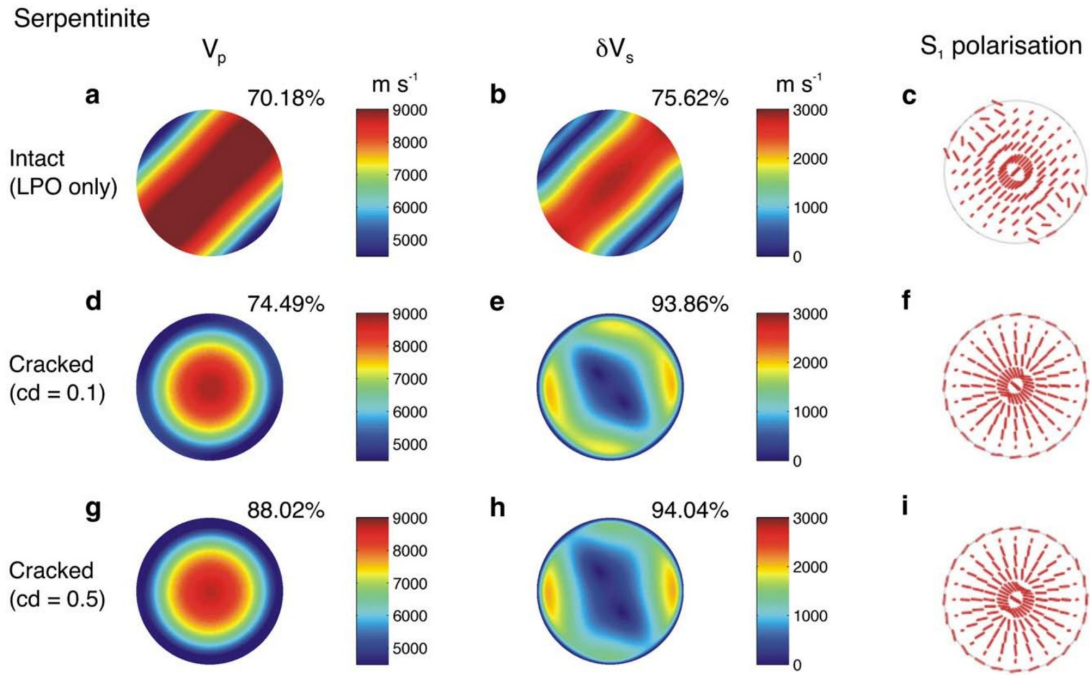 Serpentinite
Vp
δVs
S1 polarisation
a
70.18%
m s-1
b
75.62%
m s-1
c
Intact
(LPO only)
9000
8000
7000
6000
5000
3000
2000
1000
0
d
74.49%
e
93.86%
f
Cracked
(cd = 0.1)
9000
8000
7000
6000
5000
3000
2000
1000
0
g
88.02%
h
94.04%
i
Cracked
(cd = 0.5)
9000
8000
7000
6000
5000
3000
2000
1000
0